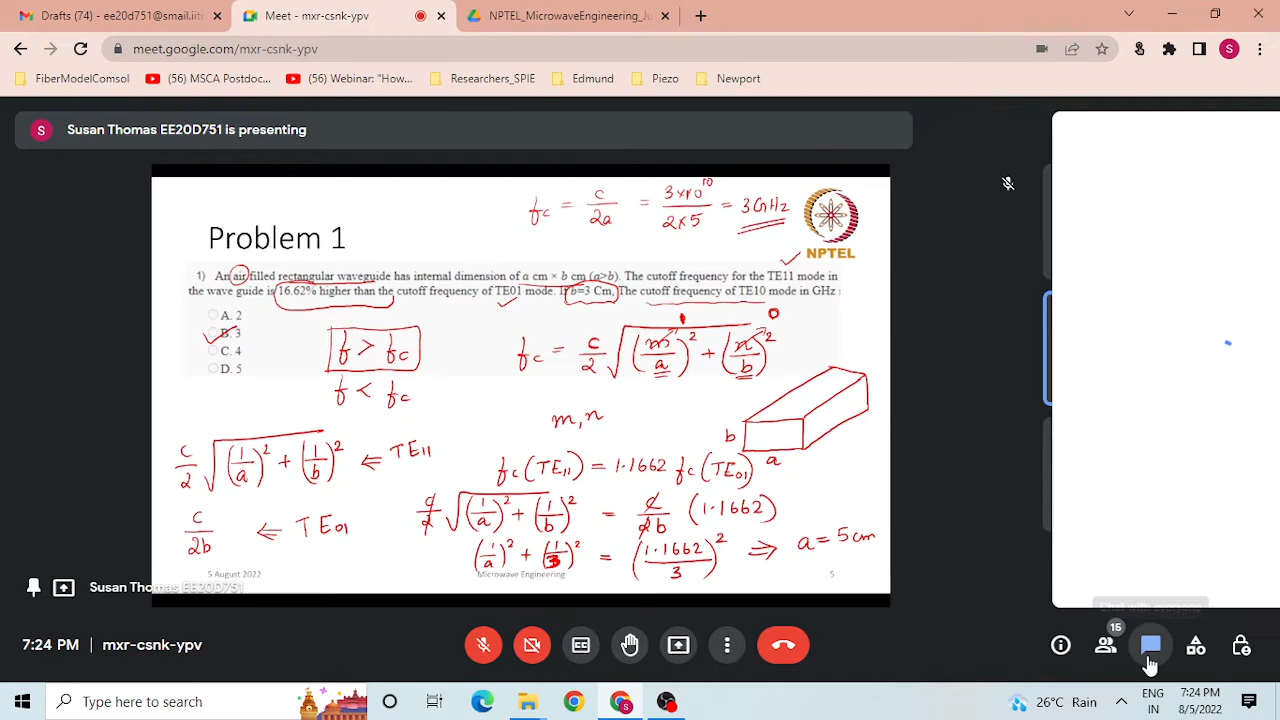 Drafts (74) - ee20d751@smail.iitm
Meet - mxr-csnk-ypv
NPTEL_MicrowaveEngineering_Ju
meet.google.com/mxr-csnk-ypv
FiberModelComsol
(56) MSCA Postdoc...
(56) Webinar: "How...
Researchers_SPIE
Edmund
Piezo
Newport
S
S Susan Thomas EE20D751 is presenting
fc = c/2a = 3×10^10/2×5 = 3GHz
NPTEL
Problem 1
1) An air filled rectangular waveguide has internal dimension of a cm × b cm (a>b). The cutoff frequency for the TE11 mode in
the wave guide is 16.62% higher than the cutoff frequency of TE01 mode. If b=3 Cm, The cutoff frequency of TE10 mode in GHz
A. 2
B. 3
C. 4
D. 5
f > fc
f < fc
fc = c/2 √(m/a)² + (n/b)²
1
0
m,n
b
a
c/2 √(1/a)² + (1/b)² ⇐ TE11
fc(TE11) = 1.1662 fc(TE01)
c/2 √(1/a)² + (1/b)² = c/2b (1.1662)
c/2b ⇐ TE01
(1/a)² + (1/3)² = (1.1662/3)² ⇒ a = 5cm
5 August 2022
Microwave Engineering
5
Susan Thomas EE20D751
Chat with everyone
7:24 PM | mxr-csnk-ypv
15
Type here to search
26°C Rain
ENG
IN
7:24 PM
8/5/2022